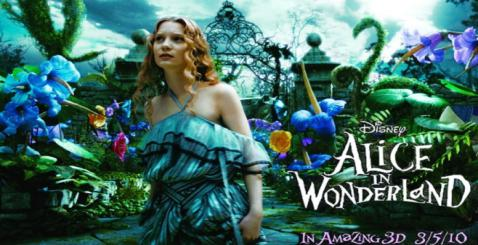 Disney
ALICE
IN
WONDERLAND
IN AMAZING 3D 3/5/10